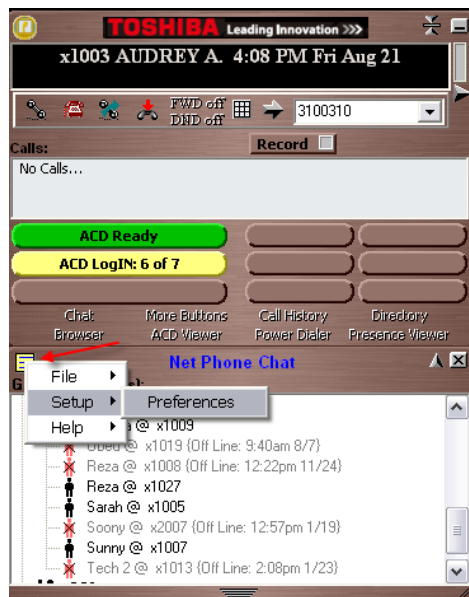 TOSHIBA Leading Innovation >>>
x1003 AUDREY A. 4:08 PM Fri Aug 21
FWD off
DND off
3100310
Calls:
Record
No Calls...
ACD Ready
ACD LogIN: 6 of 7
Chat More Buttons Call History Directory
Browser ACD Viewer Power Dialer Presence Viewer
Net Phone Chat
File
Setup Preferences
Help
@ x1009
Obed @ x1019 {Off Line: 9:40am 8/7}
Reza @ x1008 {Off Line: 12:22pm 11/24}
Reza @ x1027
Sarah @ x1005
Soony @ x2007 {Off Line: 12:57pm 1/19}
Sunny @ x1007
Tech 2 @ x1013 {Off Line: 2:08pm 1/23}